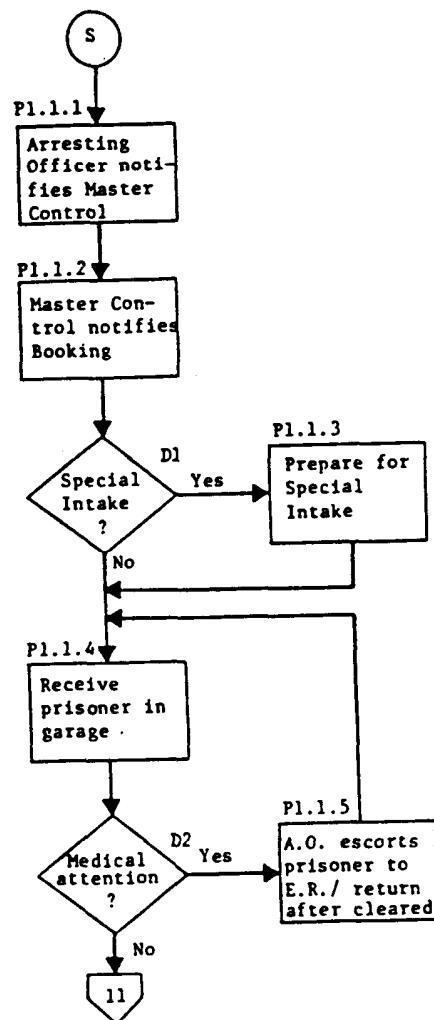 S
P1.1.1
Arresting
Officer noti-
fies Master
Control
P1.1.2
Master Con-
trol notifies
Booking
D1
Special
Intake
?
Yes
P1.1.3
Prepare for
Special
Intake
No
P1.1.4
Receive
prisoner in
garage
D2
Medical
attention
?
Yes
P1.1.5
A.O. escorts
prisoner to
E.R./ return
after cleared
No
11